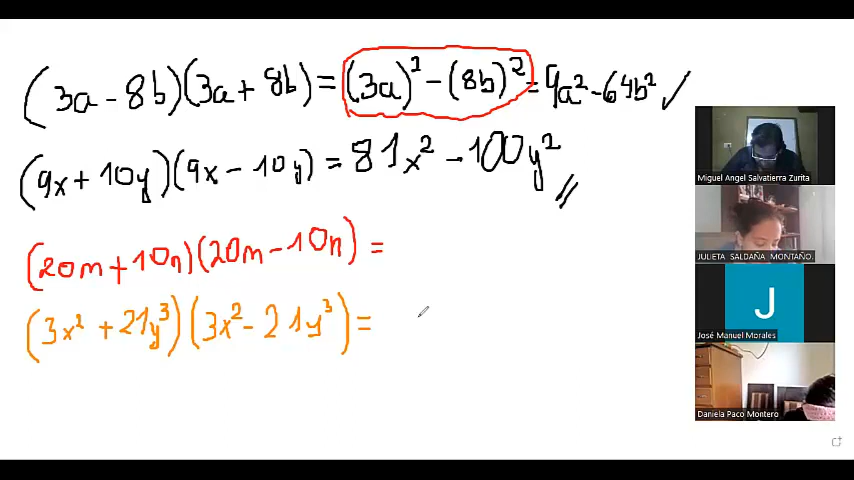 (3a - 8b)(3a + 8b) = (3a)² - (8b)² = 9a² - 64b² ✓
(9x + 10y)(9x - 10y) = 81x² - 100y² //
(20m + 10n)(20m - 10n) =
(3x² + 21y³)(3x² - 21y³) =
Miguel Angel Salvatierra Zurita
JULIETA SALDAÑA MONTAÑO.
J
José Manuel Morales
Daniela Paco Montero